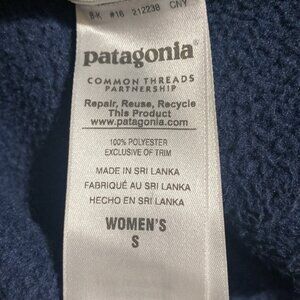 #16 212238 CNY
patagonia®
COMMON THREADS
PARTNERSHIP
Repair, Reuse, Recycle
This Product
www.patagonia.com
100% POLYESTER
EXCLUSIVE OF TRIM
MADE IN SRI LANKA
FABRIQUÉ AU SRI LANKA
HECHO EN SRI LANKA
WOMEN'S
S